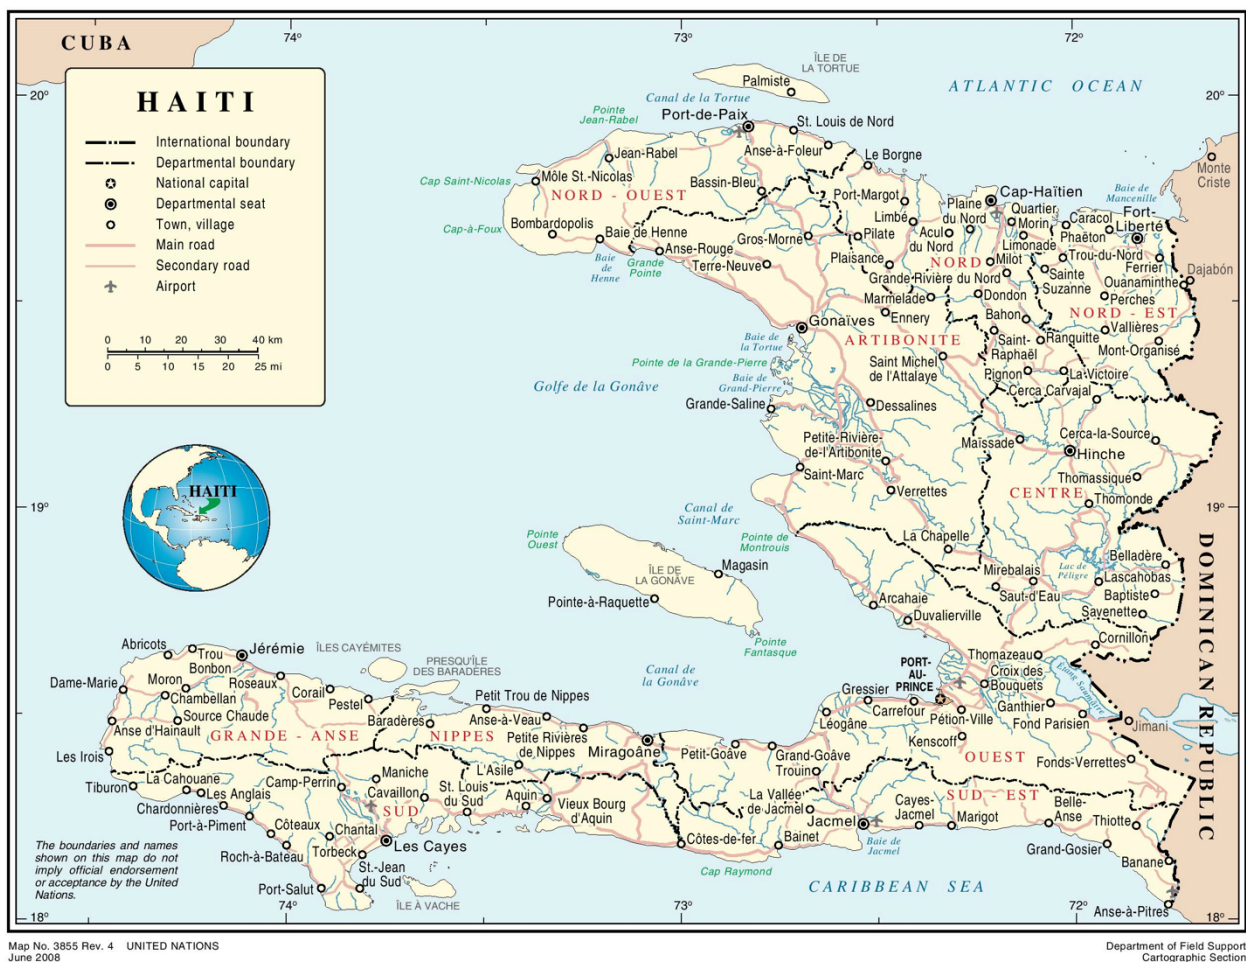 CUBA
74°
73°
72°
20°
20°
HAITI
International boundary
Departmental boundary
National capital
Departmental seat
Town, village
Main road
Secondary road
Airport
0 10 20 30 40 km
0 5 10 15 20 25 mi
ÎLE DE
LA TORTUE
Palmiste
ATLANTIC OCEAN
Canal de la Tortue
Pointe
Jean-Rabel
Port-de-Paix
St. Louis de Nord
Anse-à-Foleur
Le Borgne
Monte
Criste
Jean-Rabel
Cap Saint-Nicolas
Môle St.-Nicolas
NORD - OUEST
Bassin-Bleu
Port-Margot
Plaine
du Nord
Cap-Haïtien
Baie de
Mancenille
Quartier
Morin
Caracol
Fort-
Liberté
Cap-à-Foux
Bombardopolis
Baie de Henne
Limbé
Acul
du Nord
Phaëton
Limonade
Gros-Morne
Pilate
Anse-Rouge
Baie
de
Henne
Grande
Pointe
Terre-Neuve
Plaisance
NORD
Milot
Trou-du-Nord
Ferrier
Dajabón
Grande Rivière du Nord
Sainte
Suzanne
Ouanaminthe
Marmelade
Dondon
Perches
Gonaïves
Ennery
Bahon
NORD - EST
Vallières
Baie de
la Tortue
ARTIBONITE
Saint-
Raphaël
Ranquitte
Mont-Organisé
Pointe de la Grande-Pierre
Saint Michel
de l'Attalaye
Pignon
La Victoire
Golfe de la Gonâve
Baie de
Grand-Pierre
Cerca Carvajal
Grande-Saline
Dessalines
Petite-Rivière-
de-l'Artibonite
Maïssade
Cerca-la-Source
Hinche
Saint-Marc
Thomassique
HAITI
Verrettes
CENTRE
Thomonde
19°
19°
Canal de
Saint-Marc
Pointe
Ouest
Pointe de
Montrouis
La Chapelle
Belladère
ÎLE DE
LA GONÂVE
Magasin
Mirebalais
Lac de
Péligre
Lascahobas
Pointe-à-Raquette
Arcahaie
Saut-d'Eau
Baptiste
Savenette
Duvalierville
DOMINICAN REPUBLIC
Pointe
Fantasque
Cornillon
Abricots
Trou
Bonbon
Jérémie
ÎLES CAYÉMITES
PRESQU'ÎLE
DES BARADÈRES
Canal de
la Gonâve
PORT-
AU-
PRINCE
Thomazeau
Croix des
Bouquets
Etang Saumâtre
Dame-Marie
Moron
Roseaux
Chambellan
Corail
Pestel
Petit Trou de Nippes
Gressier
Ganthier
Source Chaude
Anse d'Hainault
Baradères
Anse-à-Veau
Carrefour
Pétion-Ville
Fond Parisien
Jimani
Léogâne
GRANDE - ANSE
NIPPES
Petite Rivières
de Nippes
Miragoâne
Petit-Goâve
Grand-Goâve
Kenscoff
OUEST
Les Irois
L'Asile
Trouin
Fonds-Verrettes
Tiburon
La Cahouane
Les Anglais
Camp-Perrin
Maniche
Cavaillon
St. Louis
du Sud
Aquin
Vieux Bourg
d'Aquin
La Vallée
de Jacmel
SUD - EST
Chardonnières
Port-à-Piment
SUD
Jacmel
Cayes-
Jacmel
Marigot
Belle-
Anse
Thiotte
Côteaux
Chantal
Les Cayes
Côtes-de-fer
Bainet
Baie de
Jacmel
Grand-Gosier
Roch-à-Bateau
Torbeck
St.-Jean
du Sud
Cap Raymond
Banane
Port-Salut
ÎLE À VACHE
CARIBBEAN SEA
Anse-à-Pitres
The boundaries and names
shown on this map do not
imply official endorsement
or acceptance by the United
Nations.
18°
74°
73°
72°
18°
Map No. 3855 Rev. 4 UNITED NATIONS
June 2008
Department of Field Support
Cartographic Section